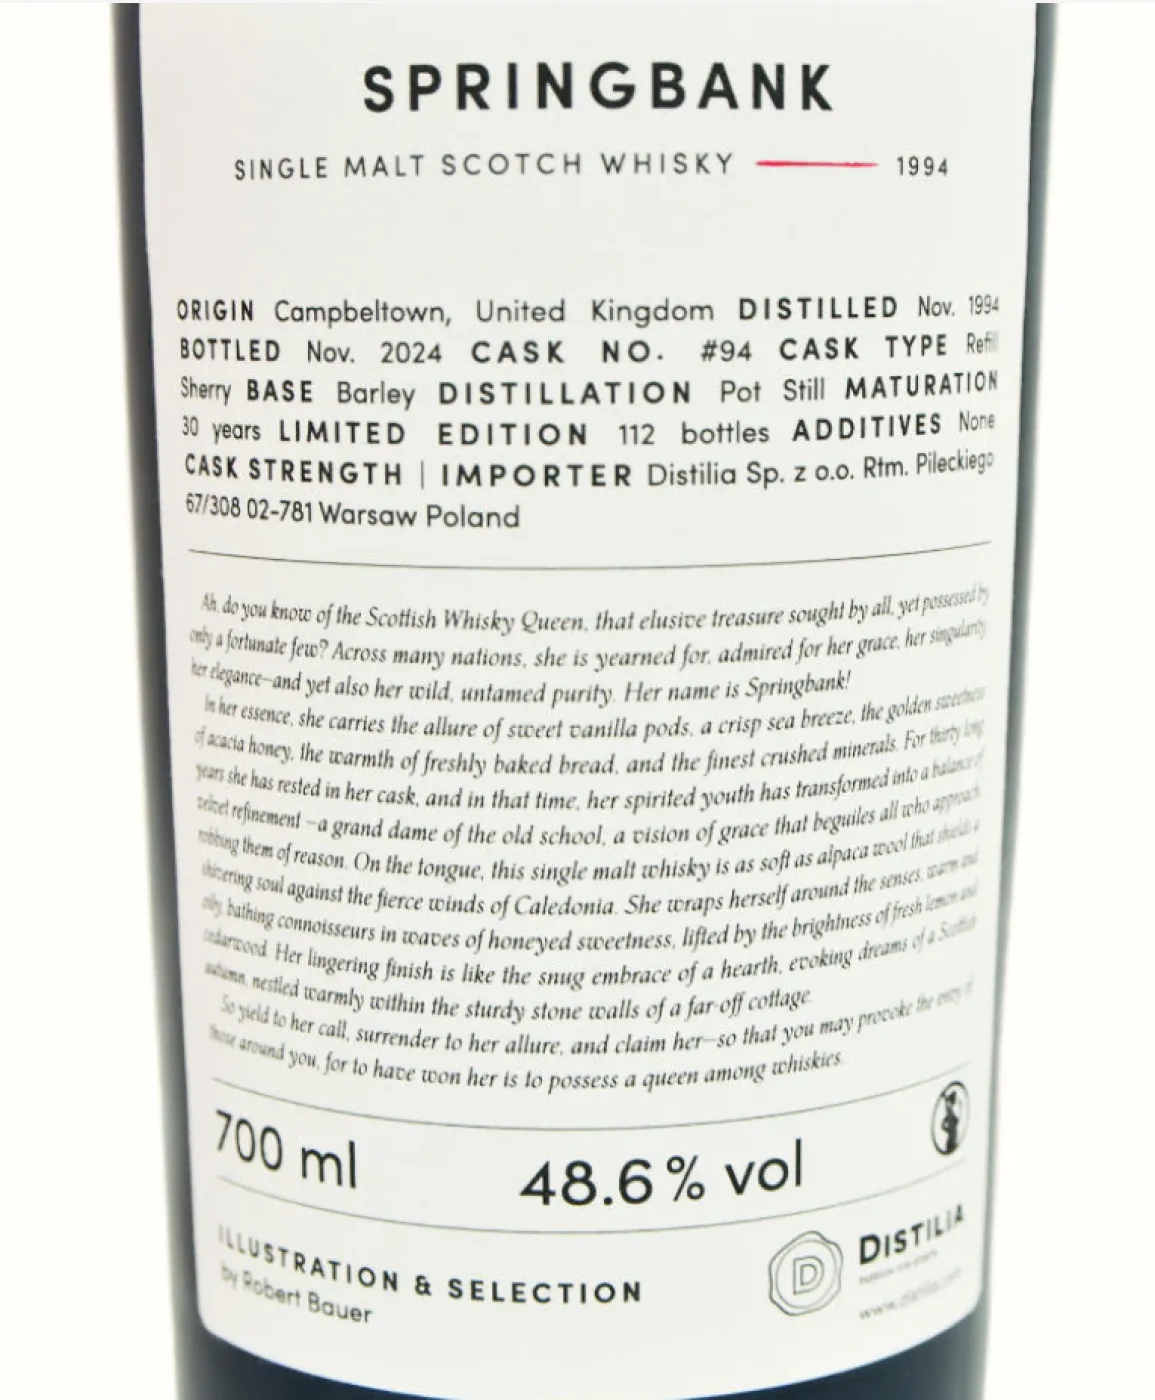 SPRINGBANK
SINGLE MALT SCOTCH WHISKY 1994
ORIGIN Campbeltown, United Kingdom DISTILLED Nov. 1994
BOTTLED Nov. 2024 CASK NO. #94 CASK TYPE Refill
Sherry BASE Barley DISTILLATION Pot Still MATURATION
30 years LIMITED EDITION 112 bottles ADDITIVES None
CASK STRENGTH | IMPORTER Distilia Sp. z o.o. Rtm. Pileckiego
67/308 02-781 Warsaw Poland
Ah, do you know of the Scottish Whisky Queen, that elusive treasure sought by all, yet possessed by
only a fortunate few? Across many nations, she is yearned for, admired for her grace, her singularity
her elegance—and yet also her wild, untamed purity. Her name is Springbank!
In her essence, she carries the allure of sweet vanilla pods, a crisp sea breeze, the golden sweetness
of acacia honey, the warmth of freshly baked bread, and the finest crushed minerals. For thirty long
years she has rested in her cask, and in that time, her spirited youth has transformed into a balance of
velvet refinement –a grand dame of the old school, a vision of grace that beguiles all who approach,
robbing them of reason. On the tongue, this single malt whisky is as soft as alpaca wool that shields a
shivering soul against the fierce winds of Caledonia. She wraps herself around the senses, warm and
oily, bathing connoisseurs in waves of honeyed sweetness, lifted by the brightness of fresh lemon and
cedarwood. Her lingering finish is like the snug embrace of a hearth, evoking dreams of a Scottish
autumn, nestled warmly within the sturdy stone walls of a far-off cottage.
So yield to her call, surrender to her allure, and claim her—so that you may provoke the envy of
those around you, for to have won her is to possess a queen among whiskies.
700 ml 48.6% vol
ILLUSTRATION & SELECTION
by Robert Bauer
D DISTILIA
www.distilia.com